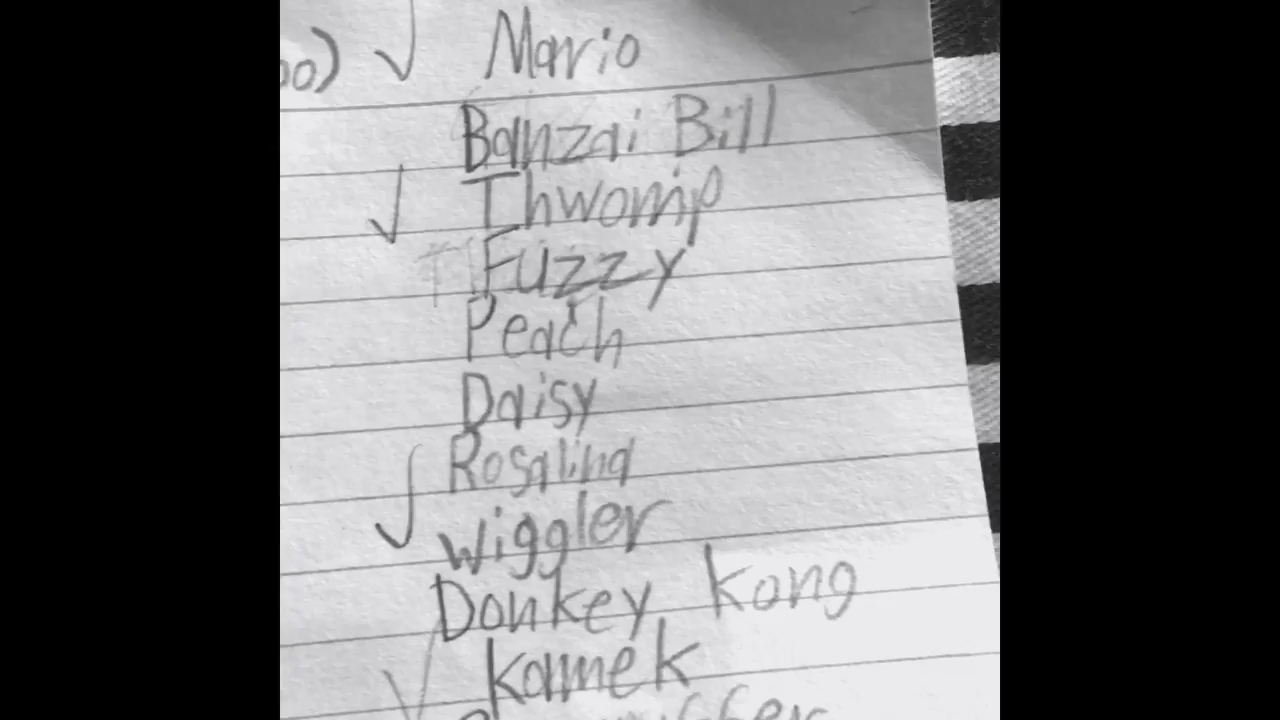 √ Mario
Banzai Bill
√ Thwomp
Fuzzy
Peach
Daisy
Rosalina
√ Wiggler
Donkey Kong
√ Kamek